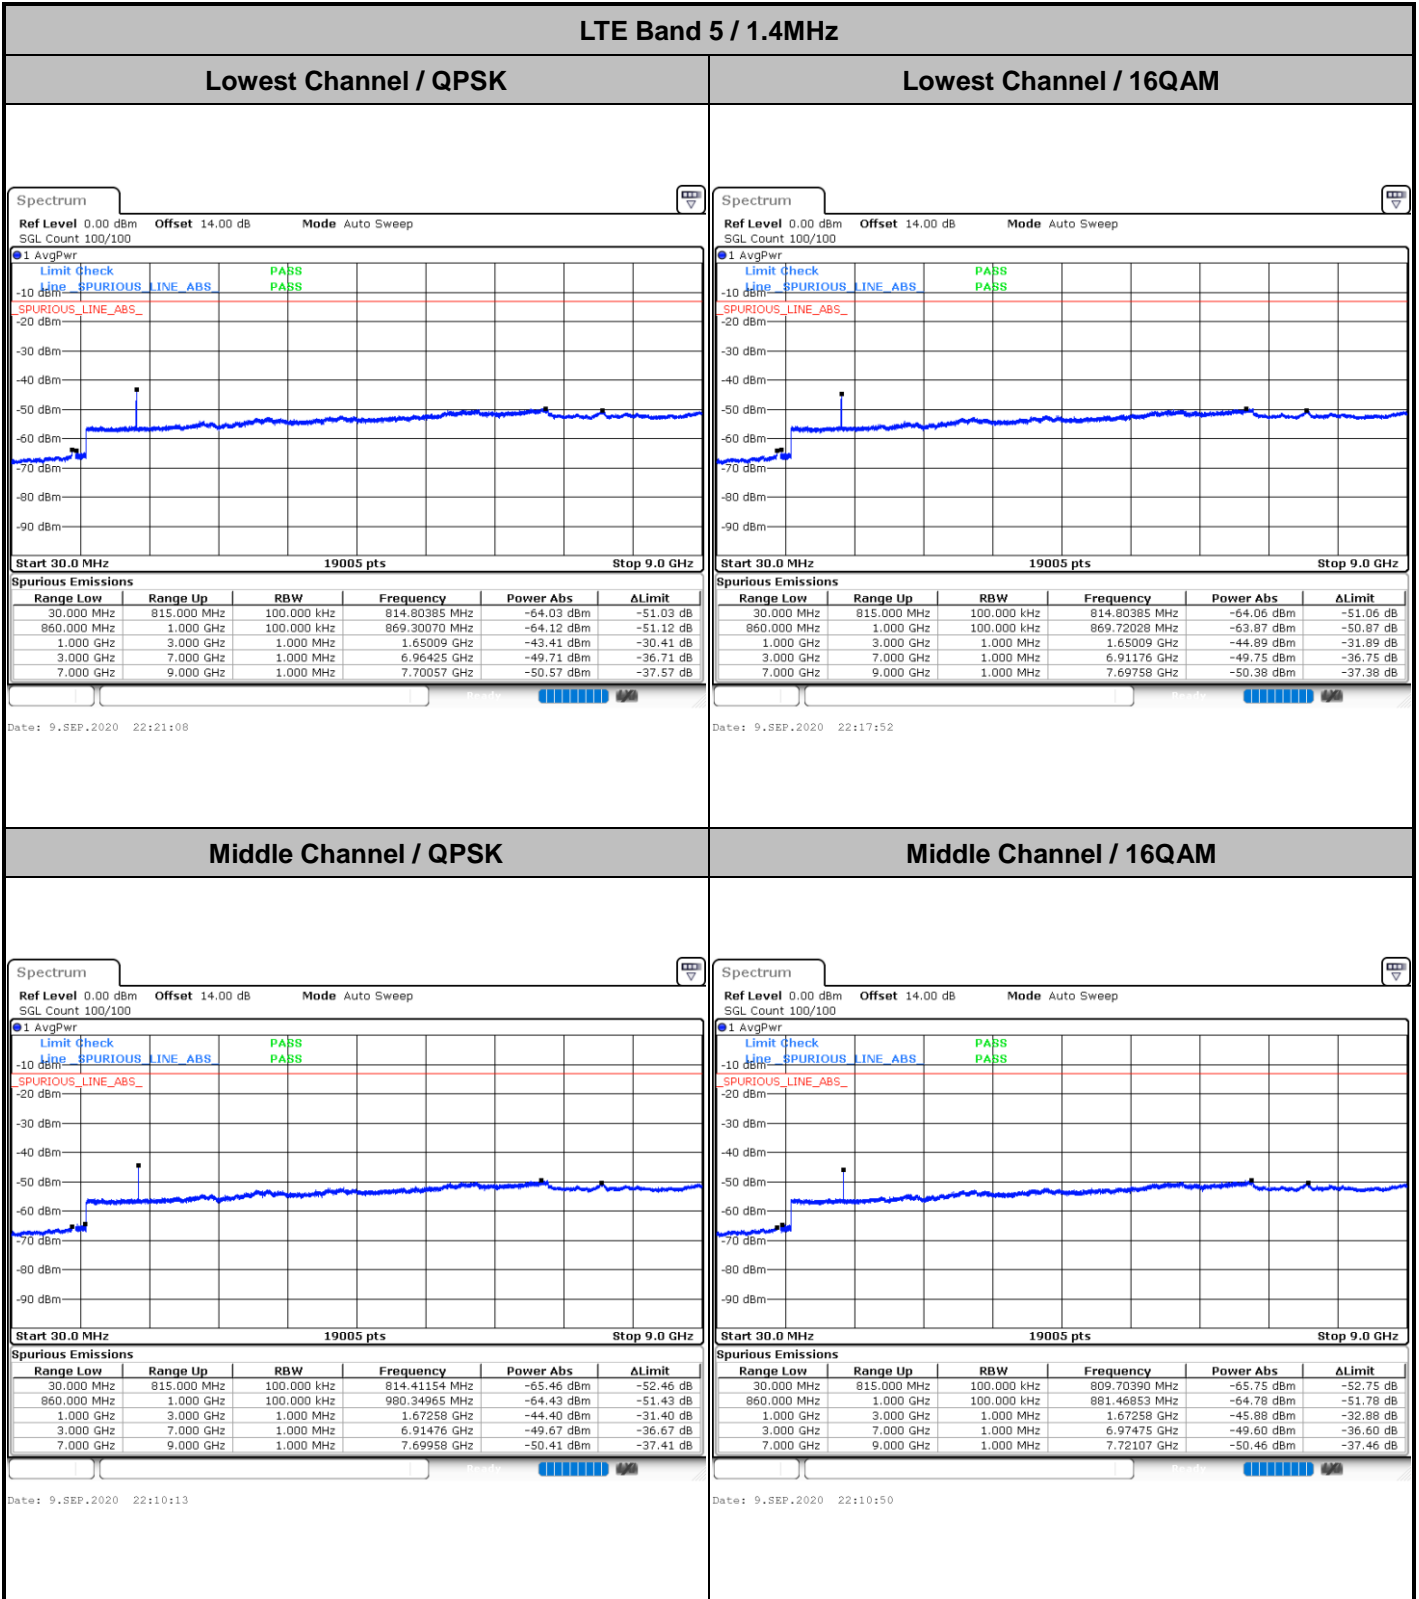 LTE Band 5 / 1.4MHz
Lowest Channel / QPSK
Lowest Channel / 16QAM
Spectrum
Ref Level 0.00 dBm Offset 14.00 dB Mode Auto Sweep
SGL Count 100/100
1 AvgPwr
Limit Check PASS
Line _SPURIOUS_LINE_ABS_ PASS
-10 dBm
_SPURIOUS_LINE_ABS_
-20 dBm
-30 dBm
-40 dBm
-50 dBm
-60 dBm
-70 dBm
-80 dBm
-90 dBm
Start 30.0 MHz 19005 pts Stop 9.0 GHz
Spurious Emissions
Range Low Range Up RBW Frequency Power Abs ΔLimit
30.000 MHz 815.000 MHz 100.000 kHz 814.80385 MHz -64.03 dBm -51.03 dB
860.000 MHz 1.000 GHz 100.000 kHz 869.30070 MHz -64.12 dBm -51.12 dB
1.000 GHz 3.000 GHz 1.000 MHz 1.65009 GHz -43.41 dBm -30.41 dB
3.000 GHz 7.000 GHz 1.000 MHz 6.96425 GHz -49.71 dBm -36.71 dB
7.000 GHz 9.000 GHz 1.000 MHz 7.70057 GHz -50.57 dBm -37.57 dB
Ready
Date: 9.SEP.2020 22:21:08
Spectrum
Ref Level 0.00 dBm Offset 14.00 dB Mode Auto Sweep
SGL Count 100/100
1 AvgPwr
Limit Check PASS
Line _SPURIOUS_LINE_ABS_ PASS
-10 dBm
_SPURIOUS_LINE_ABS_
-20 dBm
-30 dBm
-40 dBm
-50 dBm
-60 dBm
-70 dBm
-80 dBm
-90 dBm
Start 30.0 MHz 19005 pts Stop 9.0 GHz
Spurious Emissions
Range Low Range Up RBW Frequency Power Abs ΔLimit
30.000 MHz 815.000 MHz 100.000 kHz 814.80385 MHz -64.06 dBm -51.06 dB
860.000 MHz 1.000 GHz 100.000 kHz 869.72028 MHz -63.87 dBm -50.87 dB
1.000 GHz 3.000 GHz 1.000 MHz 1.65009 GHz -44.89 dBm -31.89 dB
3.000 GHz 7.000 GHz 1.000 MHz 6.91176 GHz -49.75 dBm -36.75 dB
7.000 GHz 9.000 GHz 1.000 MHz 7.69758 GHz -50.38 dBm -37.38 dB
Ready
Date: 9.SEP.2020 22:17:52
Middle Channel / QPSK
Middle Channel / 16QAM
Spectrum
Ref Level 0.00 dBm Offset 14.00 dB Mode Auto Sweep
SGL Count 100/100
1 AvgPwr
Limit Check PASS
Line _SPURIOUS_LINE_ABS_ PASS
-10 dBm
_SPURIOUS_LINE_ABS_
-20 dBm
-30 dBm
-40 dBm
-50 dBm
-60 dBm
-70 dBm
-80 dBm
-90 dBm
Start 30.0 MHz 19005 pts Stop 9.0 GHz
Spurious Emissions
Range Low Range Up RBW Frequency Power Abs ΔLimit
30.000 MHz 815.000 MHz 100.000 kHz 814.41154 MHz -65.46 dBm -52.46 dB
860.000 MHz 1.000 GHz 100.000 kHz 980.34965 MHz -64.43 dBm -51.43 dB
1.000 GHz 3.000 GHz 1.000 MHz 1.67258 GHz -44.40 dBm -31.40 dB
3.000 GHz 7.000 GHz 1.000 MHz 6.91476 GHz -49.67 dBm -36.67 dB
7.000 GHz 9.000 GHz 1.000 MHz 7.69958 GHz -50.41 dBm -37.41 dB
Ready
Date: 9.SEP.2020 22:10:13
Spectrum
Ref Level 0.00 dBm Offset 14.00 dB Mode Auto Sweep
SGL Count 100/100
1 AvgPwr
Limit Check PASS
Line _SPURIOUS_LINE_ABS_ PASS
-10 dBm
_SPURIOUS_LINE_ABS_
-20 dBm
-30 dBm
-40 dBm
-50 dBm
-60 dBm
-70 dBm
-80 dBm
-90 dBm
Start 30.0 MHz 19005 pts Stop 9.0 GHz
Spurious Emissions
Range Low Range Up RBW Frequency Power Abs ΔLimit
30.000 MHz 815.000 MHz 100.000 kHz 809.70390 MHz -65.75 dBm -52.75 dB
860.000 MHz 1.000 GHz 100.000 kHz 881.46853 MHz -64.78 dBm -51.78 dB
1.000 GHz 3.000 GHz 1.000 MHz 1.67258 GHz -45.88 dBm -32.88 dB
3.000 GHz 7.000 GHz 1.000 MHz 6.97475 GHz -49.60 dBm -36.60 dB
7.000 GHz 9.000 GHz 1.000 MHz 7.72107 GHz -50.46 dBm -37.46 dB
Ready
Date: 9.SEP.2020 22:10:50